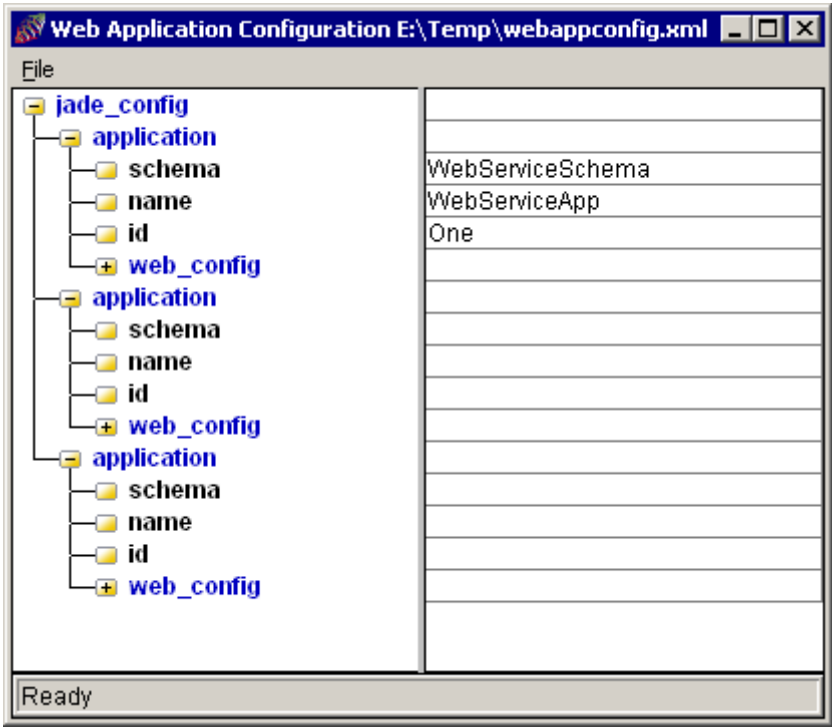 Web Application Configuration E:\Temp\webappconfig.xml
File
jade_config
application
schema WebServiceSchema
name WebServiceApp
id One
web_config
application
schema
name
id
web_config
application
schema
name
id
web_config
Ready